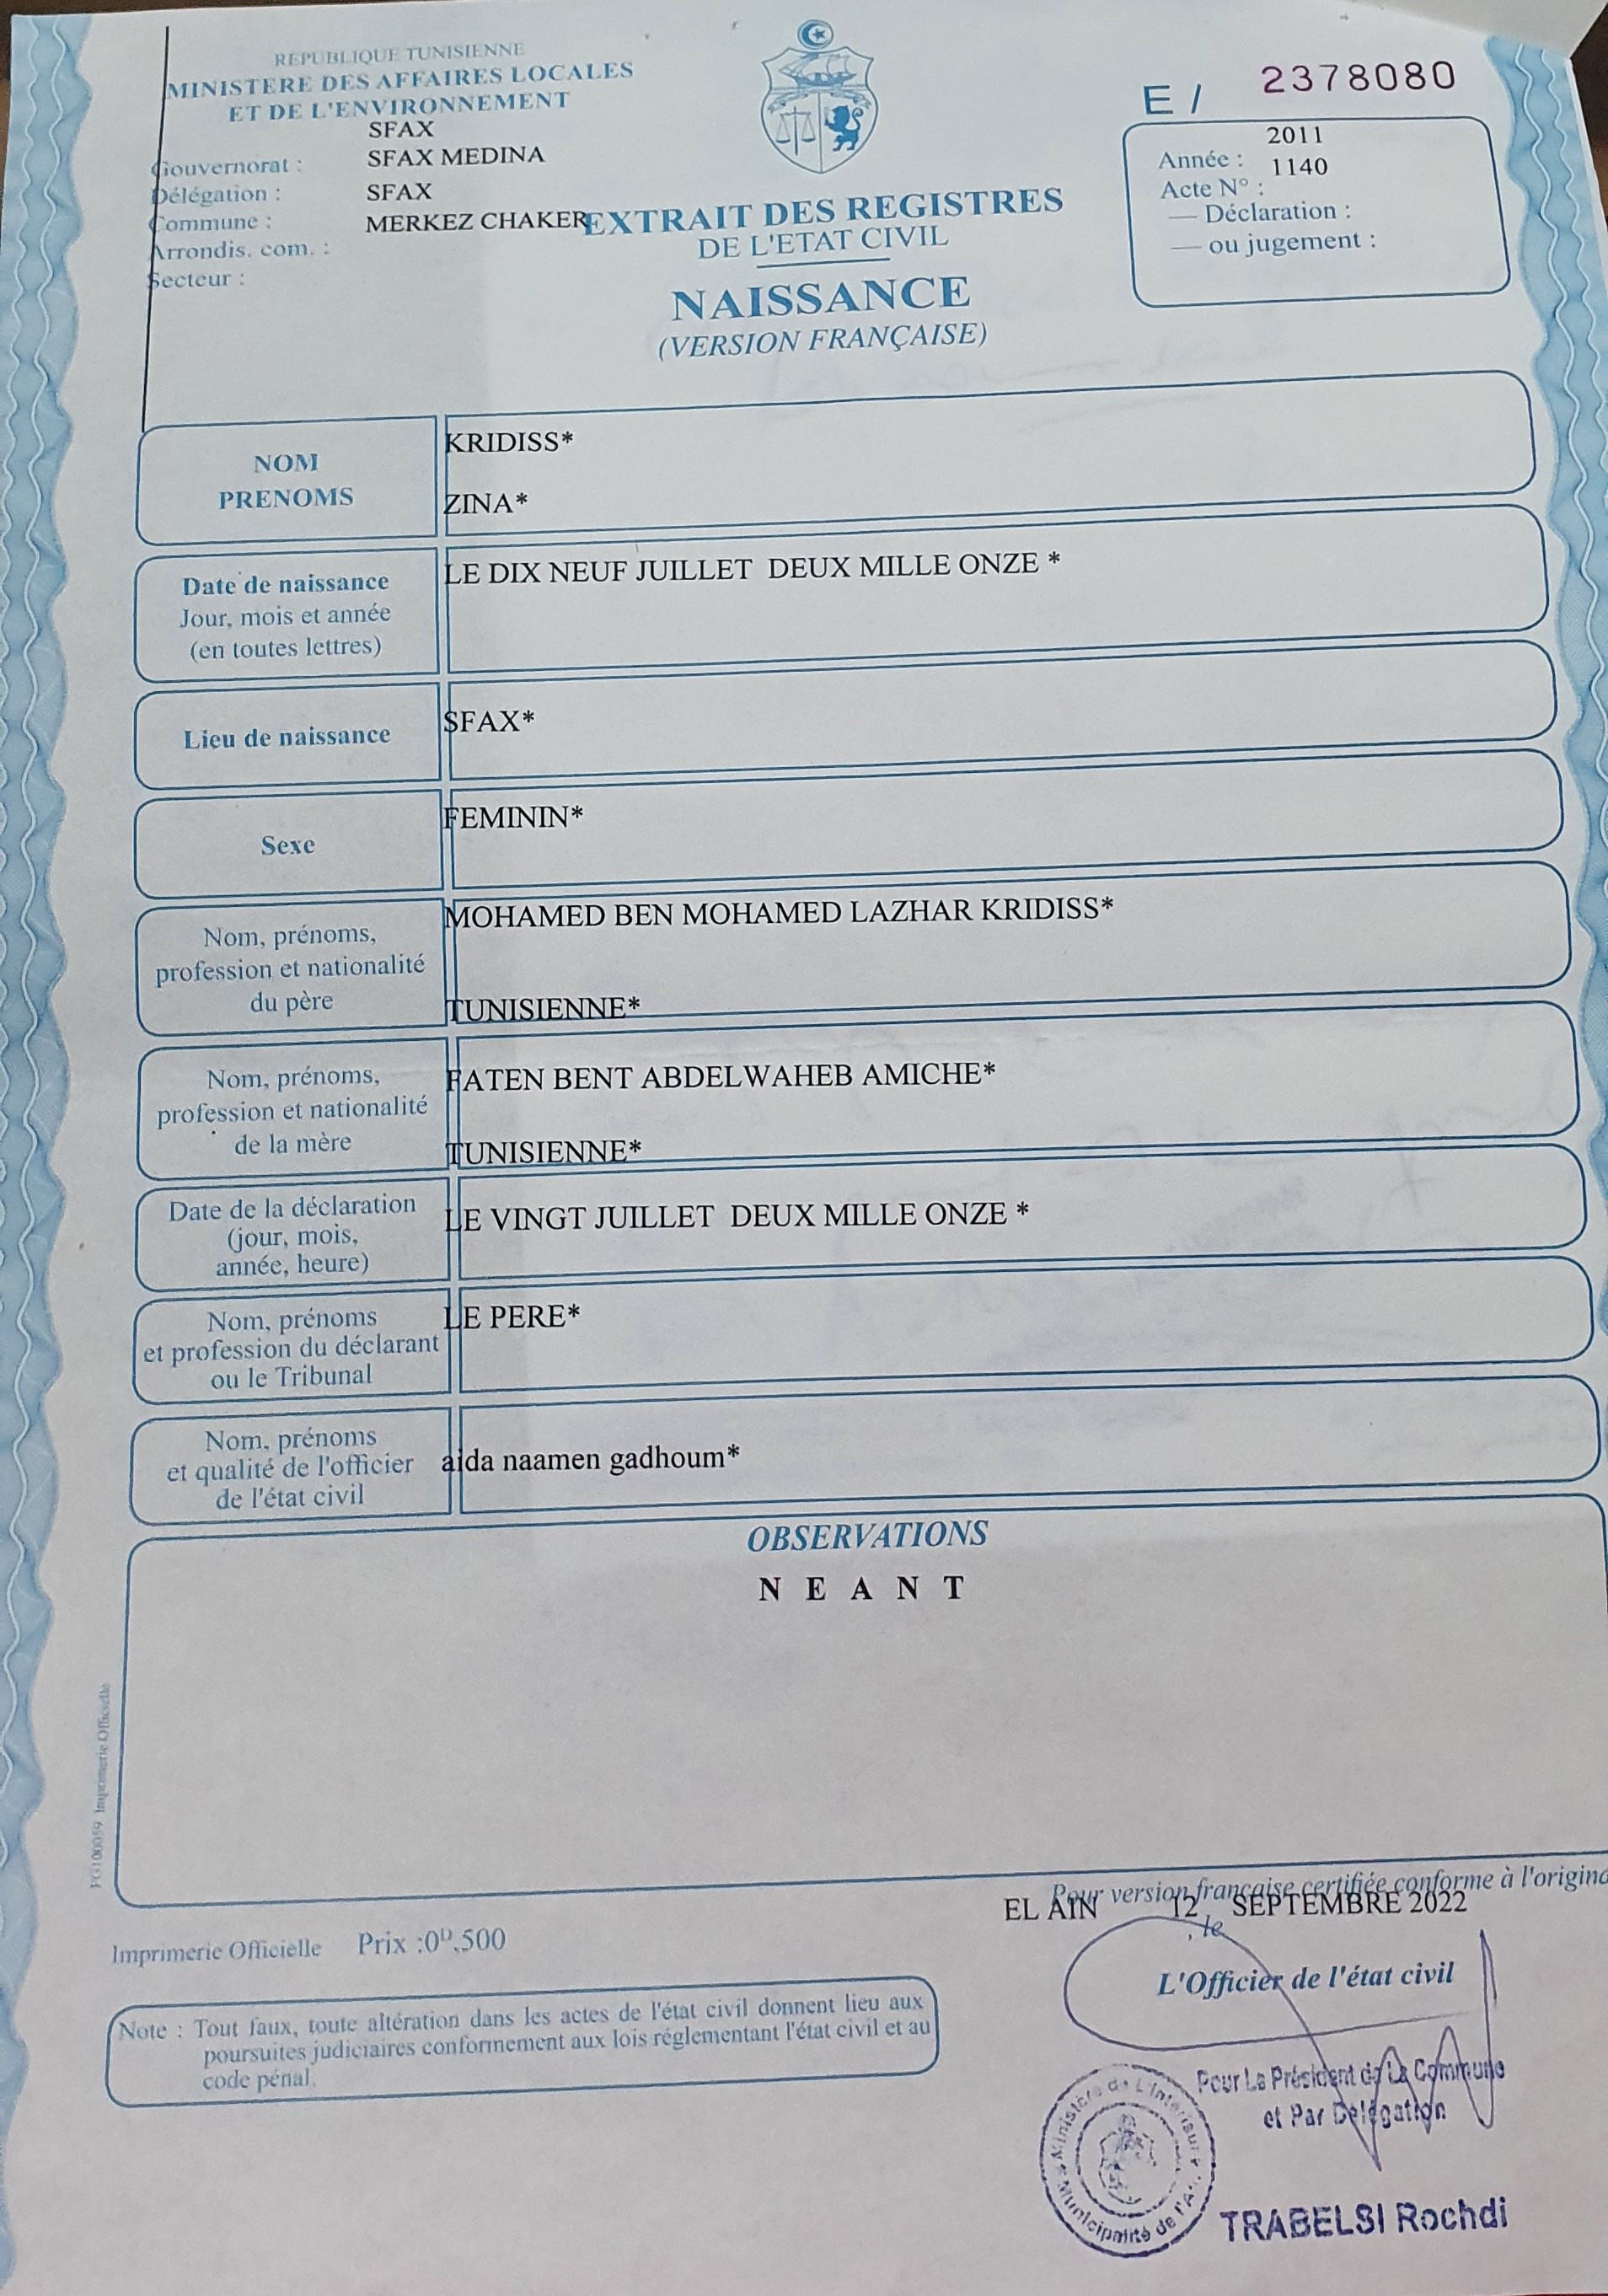 REPUBLIQUE TUNISIENNE
MINISTERE DES AFFAIRES LOCALES
ET DE L'ENVIRONNEMENT
SFAX
Gouvernorat : SFAX MEDINA
Délégation : SFAX
Commune : MERKEZ CHAKER
Arrondis. com. :
Secteur :
EXTRAIT DES REGISTRES
DE L'ETAT CIVIL
NAISSANCE
(VERSION FRANÇAISE)
E / 2378080
2011
Année : 1140
Acte N° :
— Déclaration :
— ou jugement :
NOM
PRENOMS
KRIDISS*
ZINA*
Date de naissance
Jour, mois et année
(en toutes lettres)
LE DIX NEUF JUILLET DEUX MILLE ONZE *
Lieu de naissance
SFAX*
Sexe
FEMININ*
Nom, prénoms,
profession et nationalité
du père
MOHAMED BEN MOHAMED LAZHAR KRIDISS*
TUNISIENNE*
Nom, prénoms,
profession et nationalité
de la mère
FATEN BENT ABDELWAHEB AMICHE*
TUNISIENNE*
Date de la déclaration
(jour, mois,
année, heure)
LE VINGT JUILLET DEUX MILLE ONZE *
Nom, prénoms
et profession du déclarant
ou le Tribunal
LE PERE*
Nom, prénoms
et qualité de l'officier
de l'état civil
aida naamen gadhoum*
OBSERVATIONS
N E A N T
Imprimerie Officielle
Pour version française certifiée conforme à l'origina
EL AIN 12 SEPTEMBRE 2022
, le
Imprimerie Officielle Prix :0ᴰ,500
L'Officier de l'état civil
Note : Tout faux, toute altération dans les actes de l'état civil donnent lieu aux
poursuites judiciaires conformement aux lois réglementant l'état civil et au
code pénal.
Pour La Président de La Commune
et Par Délégation
Ministère de L'Interieur
Municipalité de l'A
TRABELSI Rochdi